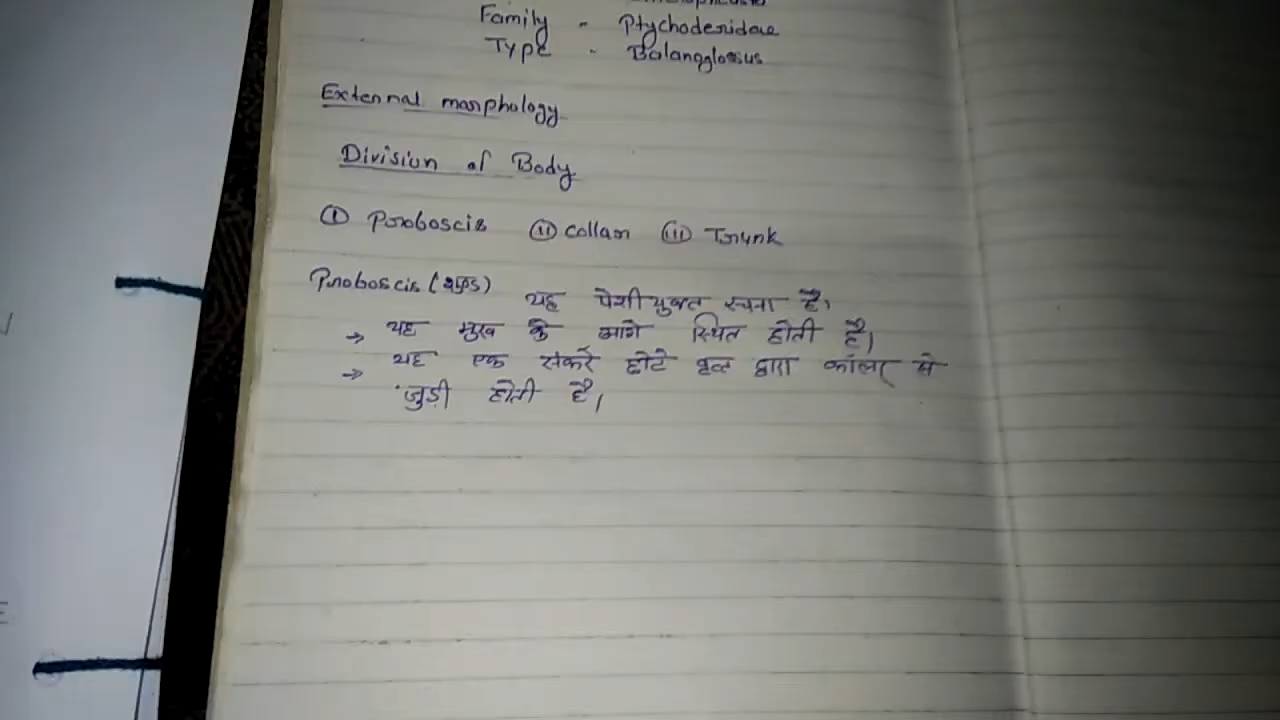 Family - Ptychoderidae
Type - Balanoglossus
External morphology
Division of Body
(i) Proboscis (ii) Collar (iii) Trunk
Proboscis (शुण्ड) यह पेशीयुक्त रचना है।
→ यह मुख के आगे स्थित होती है।
→ यह एक संकरे छोटे वृन्त द्वारा कॉलर से
जुड़ी होती है।